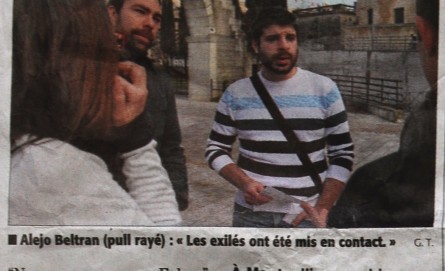 ■ Alejo Beltran (pull rayé) : « Les exilés ont été mis en contact. » G. T.